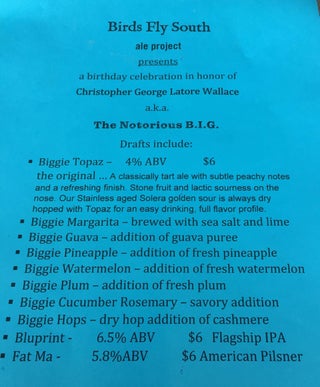 Birds Fly South
ale project
presents
a birthday celebration in honor of
Christopher George Latore Wallace
a.k.a.
The Notorious B.I.G.
Drafts include:
▪ Biggie Topaz – 4% ABV $6
the original ... A classically tart ale with subtle peachy notes
and a refreshing finish. Stone fruit and lactic sourness on the
nose. Our Stainless aged Solera golden sour is always dry
hopped with Topaz for an easy drinking, full flavor profile.
▪ Biggie Margarita – brewed with sea salt and lime
▪ Biggie Guava – addition of guava puree
▪ Biggie Pineapple – addition of fresh pineapple
▪ Biggie Watermelon – addition of fresh watermelon
▪ Biggie Plum – addition of fresh plum
▪ Biggie Cucumber Rosemary – savory addition
▪ Biggie Hops – dry hop addition of cashmere
▪ Bluprint - 6.5% ABV $6 Flagship IPA
▪ Fat Ma - 5.8%ABV $6 American Pilsner